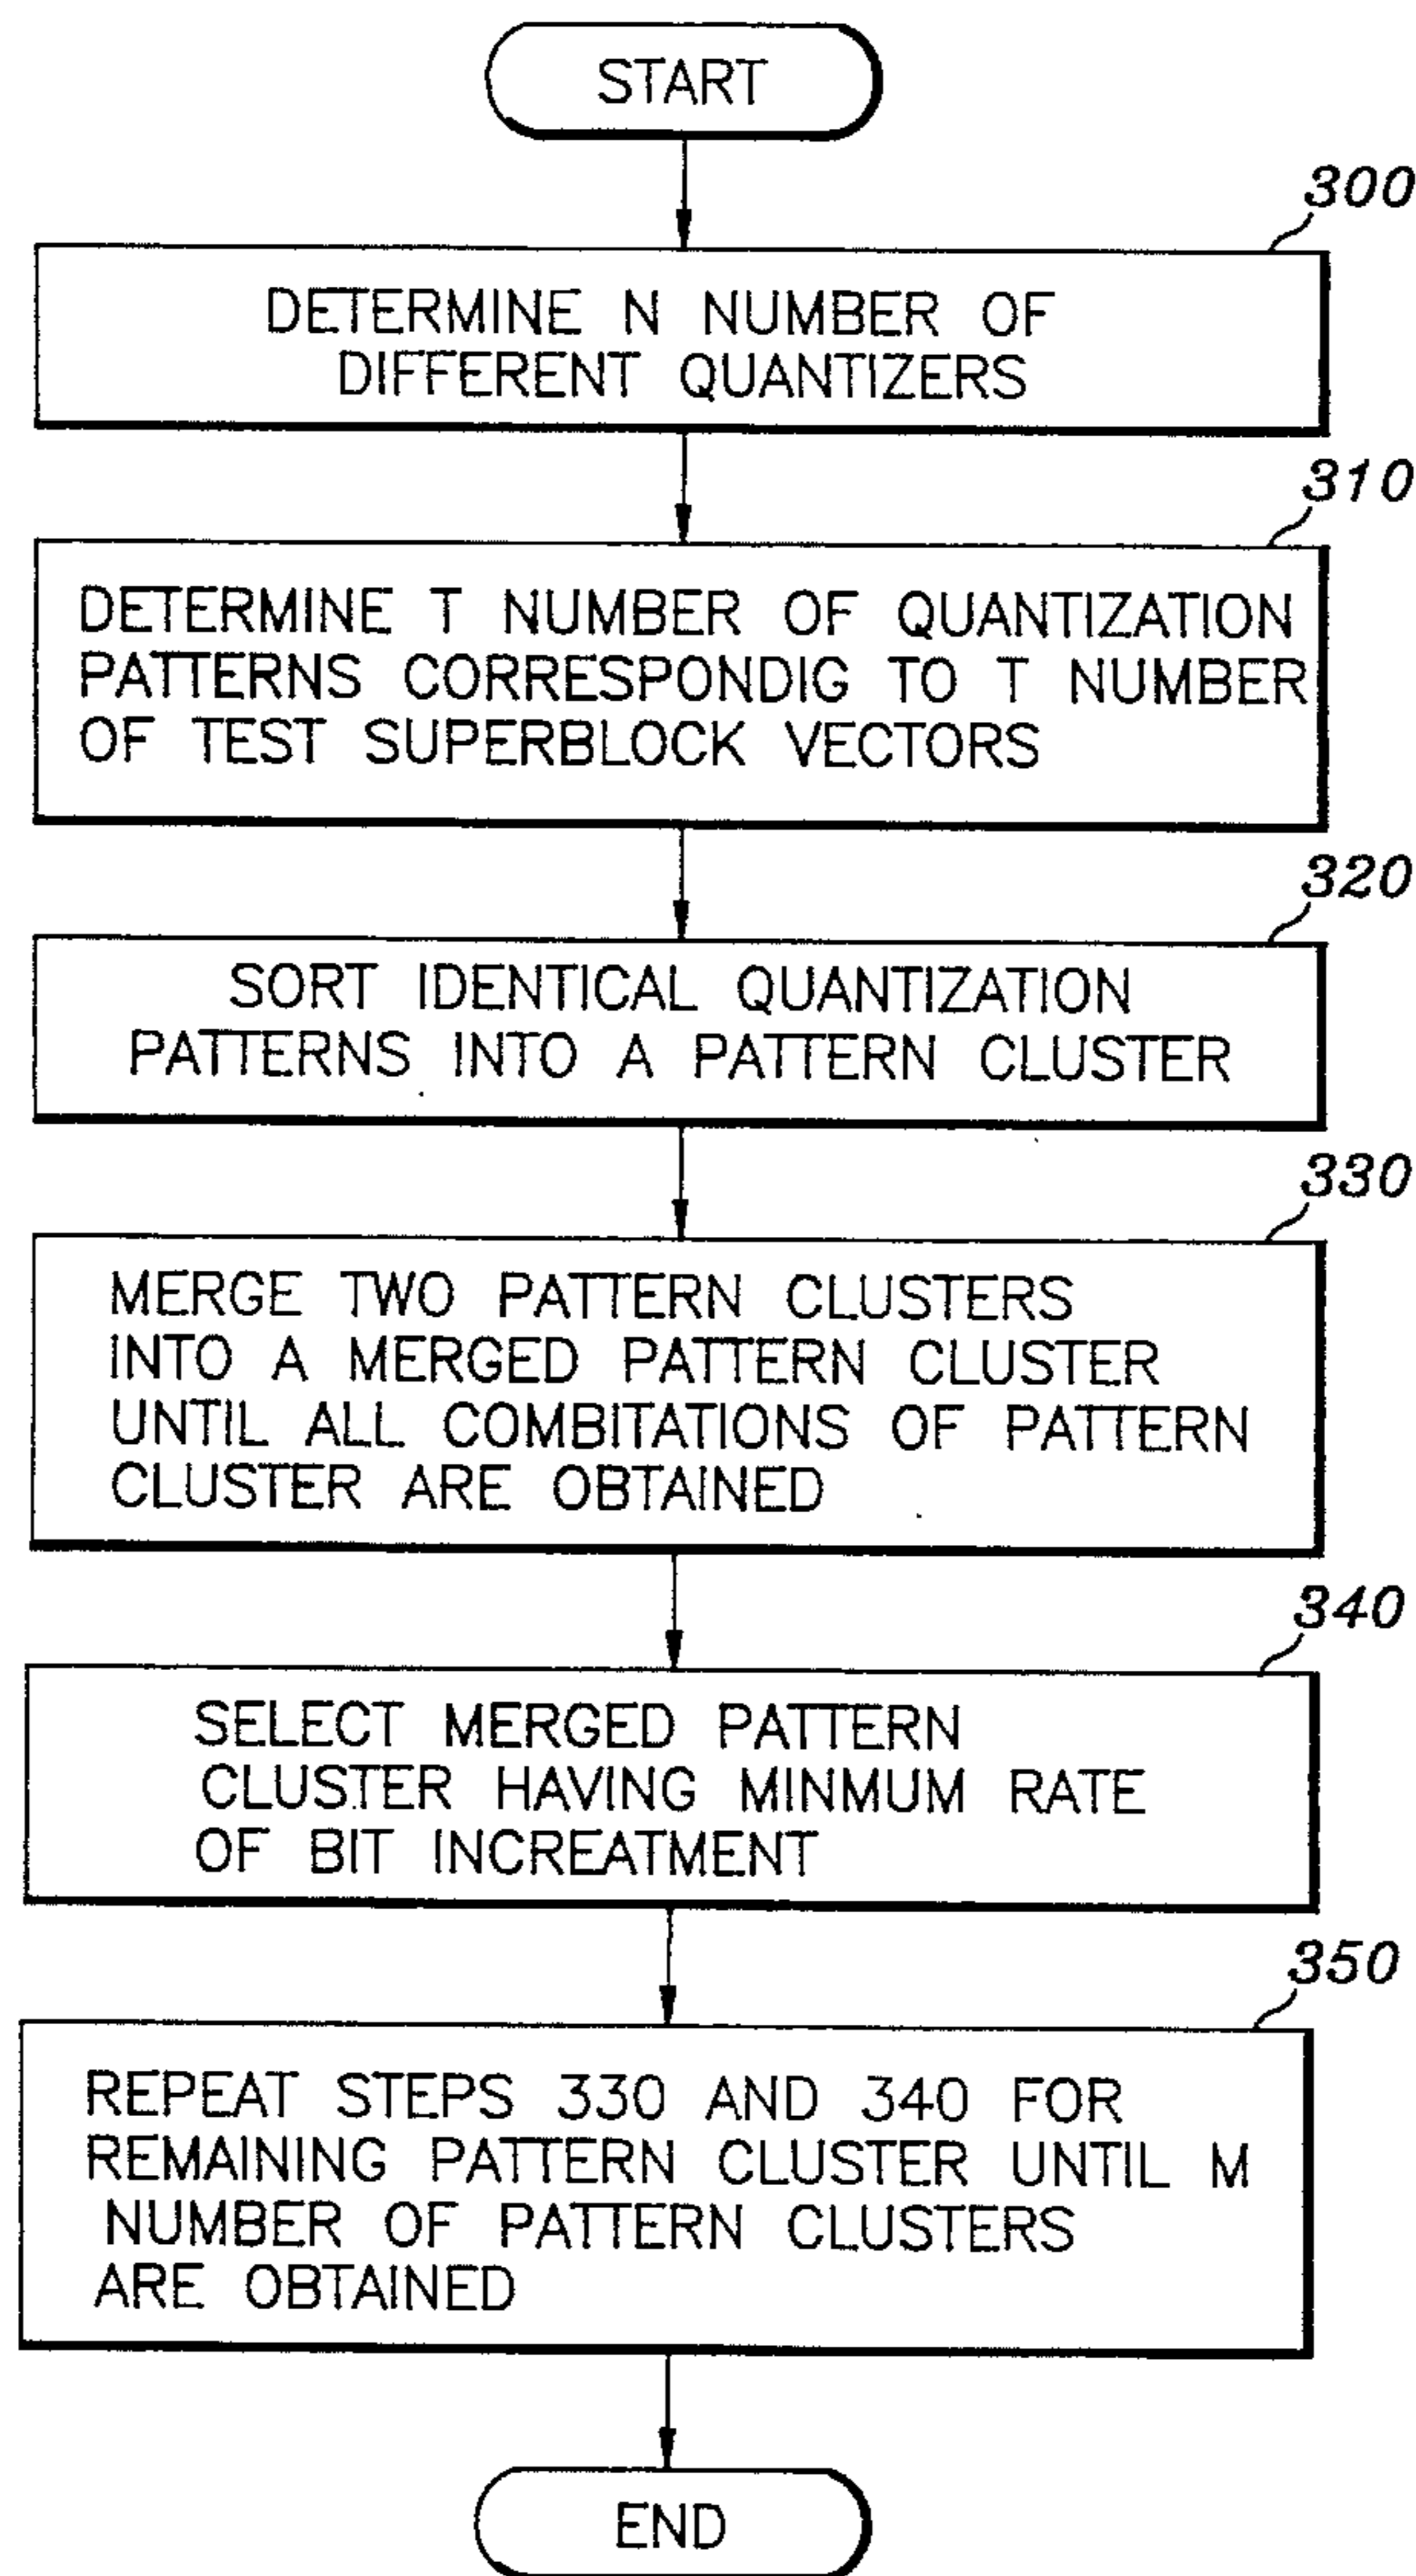 START
300
DETERMINE N NUMBER OF
DIFFERENT QUANTIZERS
310
DETERMINE T NUMBER OF QUANTIZATION
PATTERNS CORRESPONDIG TO T NUMBER
OF TEST SUPERBLOCK VECTORS
320
SORT IDENTICAL QUANTIZATION
PATTERNS INTO A PATTERN CLUSTER
330
MERGE TWO PATTERN CLUSTERS
INTO A MERGED PATTERN CLUSTER
UNTIL ALL COMBITATIONS OF PATTERN
CLUSTER ARE OBTAINED
340
SELECT MERGED PATTERN
CLUSTER HAVING MINMUM RATE
OF BIT INCREATMENT
350
REPEAT STEPS 330 AND 340 FOR
REMAINING PATTERN CLUSTER UNTIL M
NUMBER OF PATTERN CLUSTERS
ARE OBTAINED
END